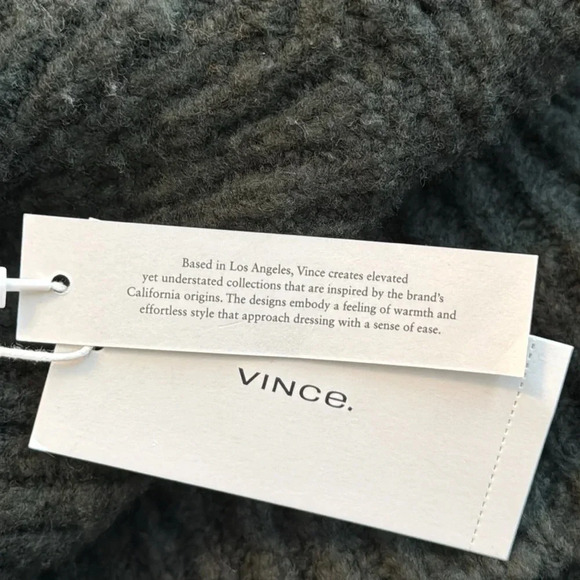 Based in Los Angeles, Vince creates elevated
yet understated collections that are inspired by the brand's
California origins. The designs embody a feeling of warmth and
effortless style that approach dressing with a sense of ease.
VINCe.